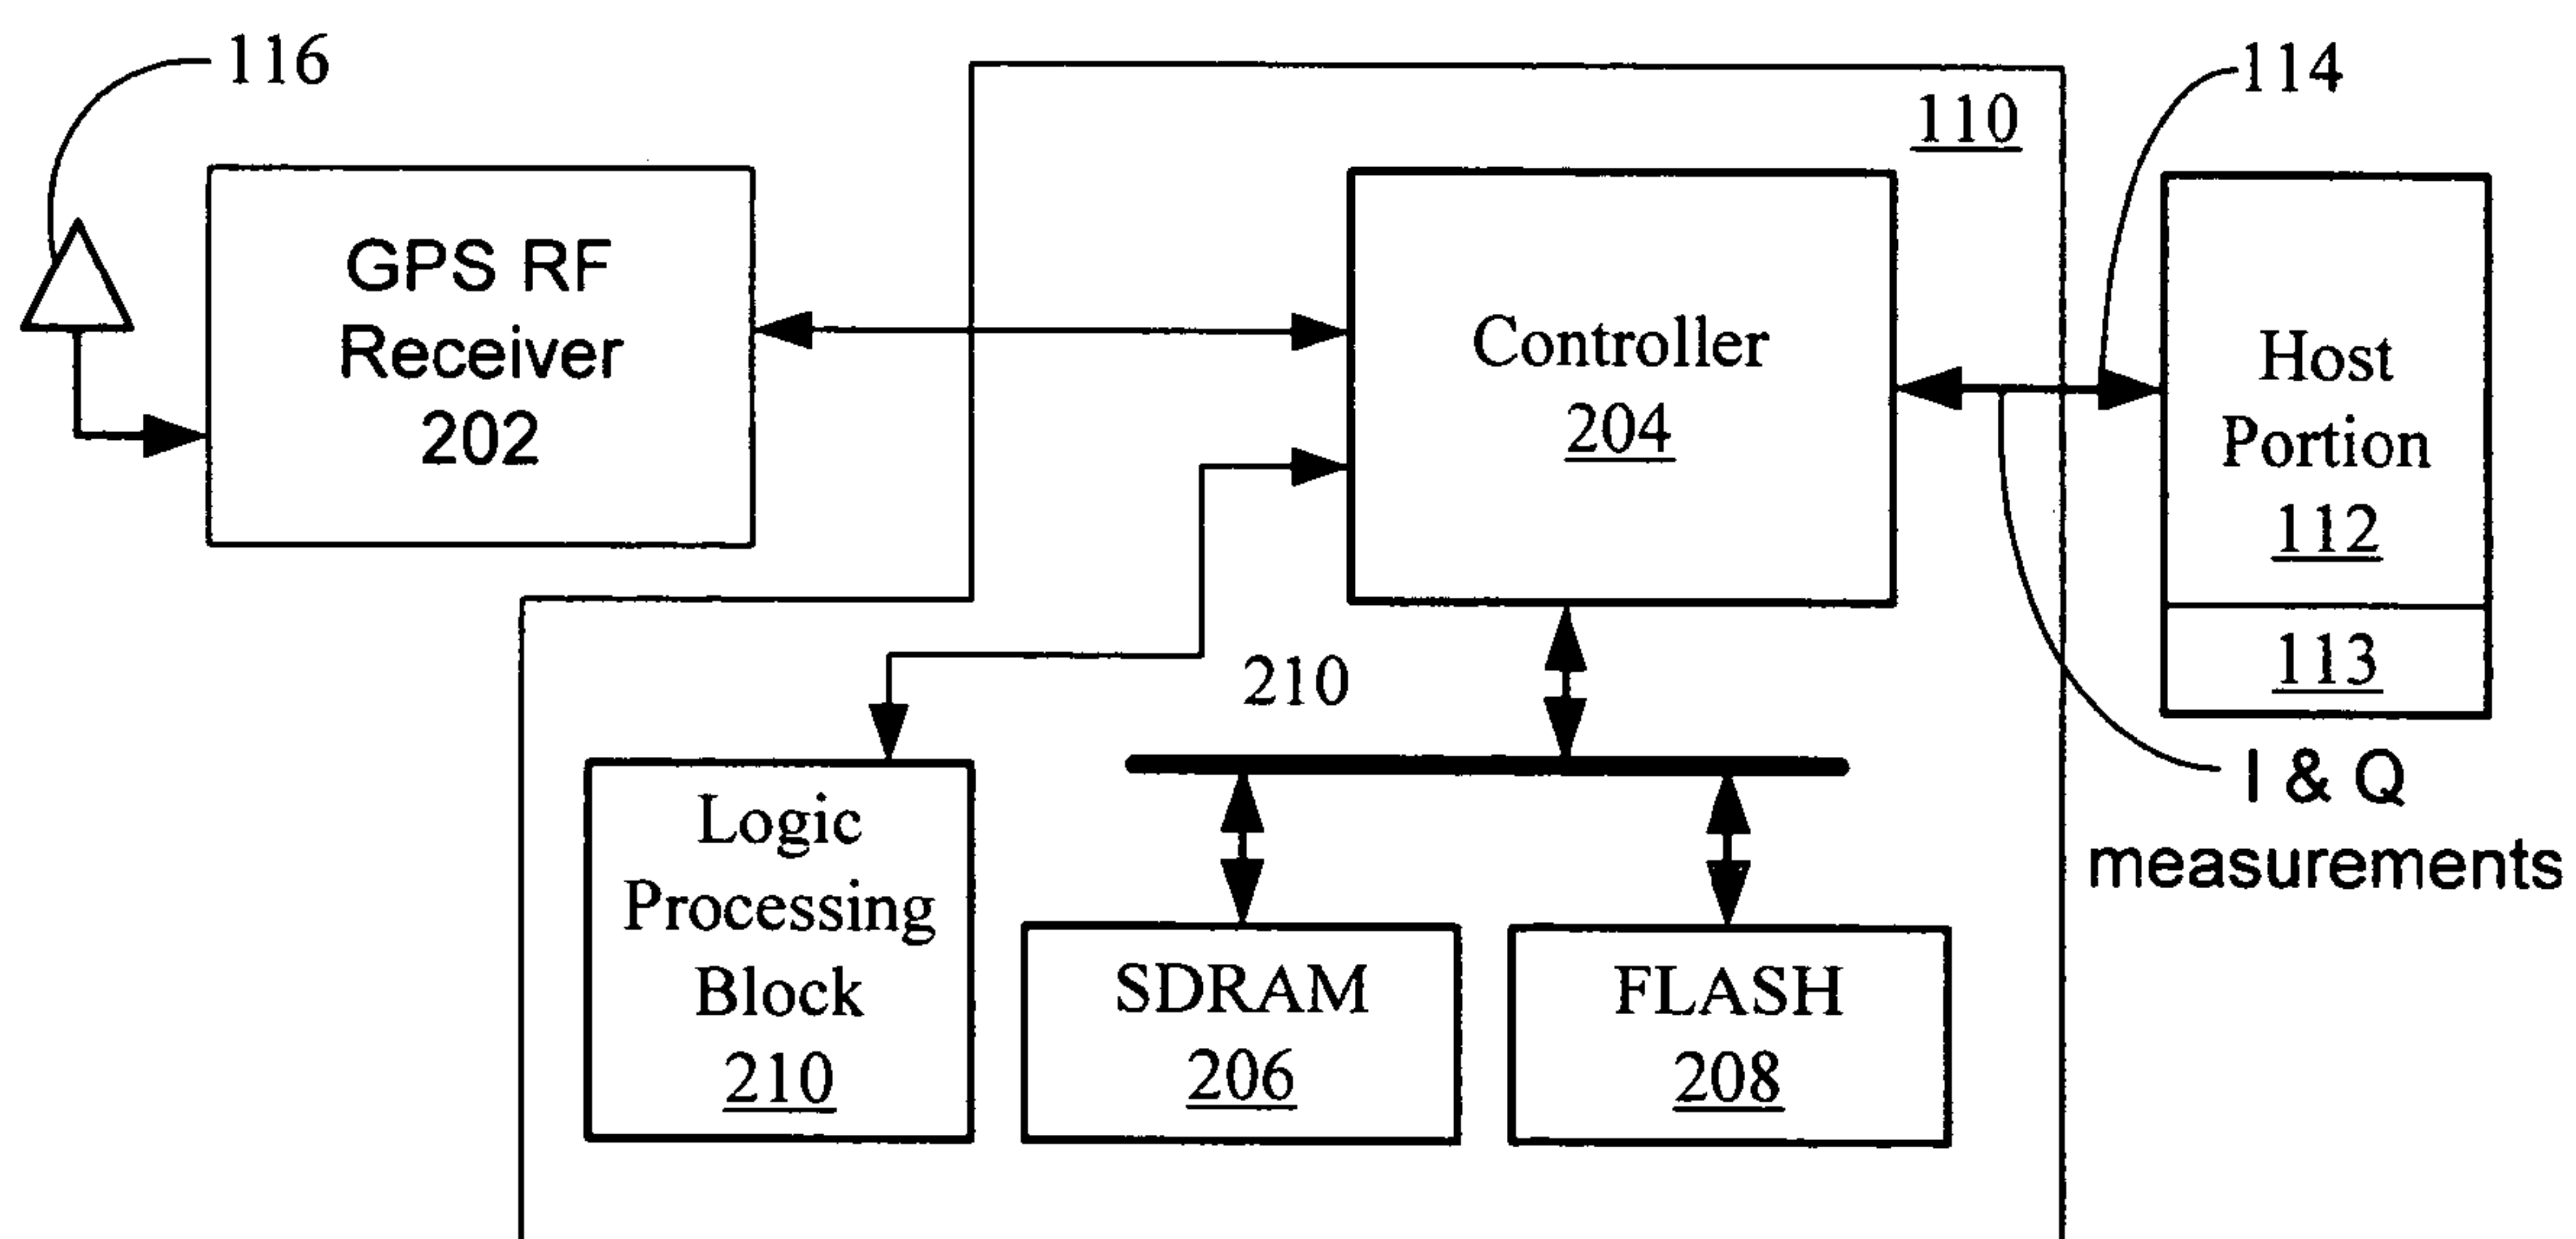 116
114
110
GPS RF
Receiver
202
Controller
204
Host
Portion
112
113
210
I & Q
measurements
Logic
Processing
Block
210
SDRAM
206
FLASH
208